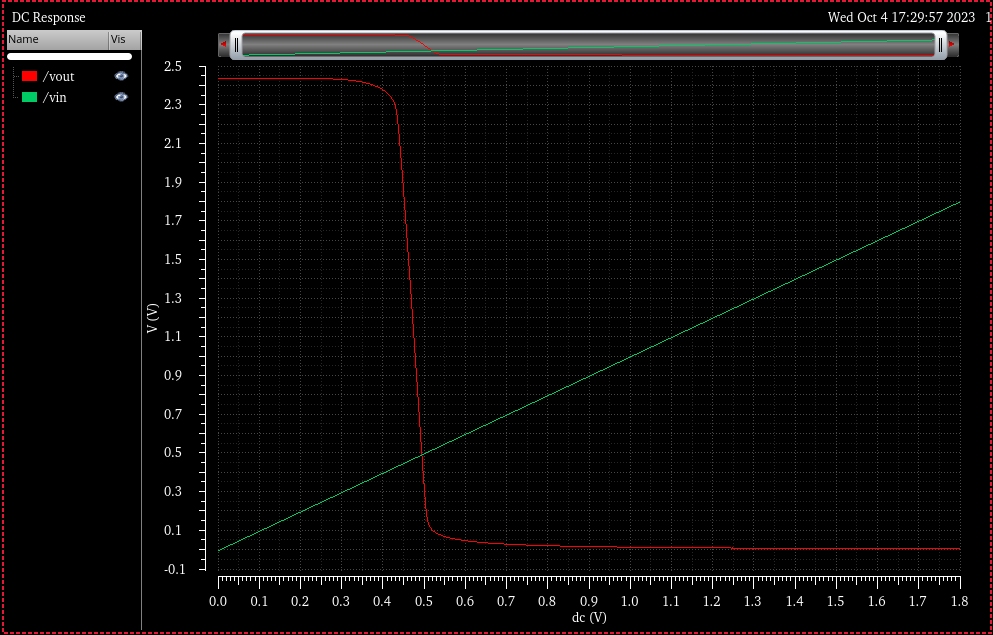 DC Response
Wed Oct 4 17:29:57 2023 1
Name Vis
/vout
/vin
2.5
2.3
2.1
1.9
1.7
1.5
1.3
1.1
0.9
0.7
0.5
0.3
0.1
-0.1
V (V)
0.0 0.1 0.2 0.3 0.4 0.5 0.6 0.7 0.8 0.9 1.0 1.1 1.2 1.3 1.4 1.5 1.6 1.7 1.8
dc (V)